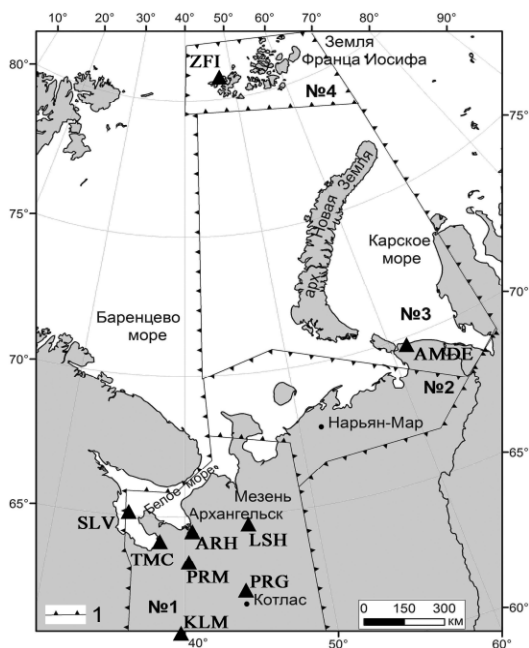 10° 20° 30° 40° 50° 60° 70° 80° 90°
80°
75°
70°
65°
75°
70°
65°
60°
40° 50° 60°
Земля
Франца Иосифа
ZFI
№4
арх. Новая Земля
Карское
море
Баренцево
море
№3
AMDE
№2
Нарьян-Мар
Белое море
Мезень
Архангельск
SLV
ARH
LSH
TMC
PRM
PRG
Котлас
№1
KLM
1
0 150 300
КМ